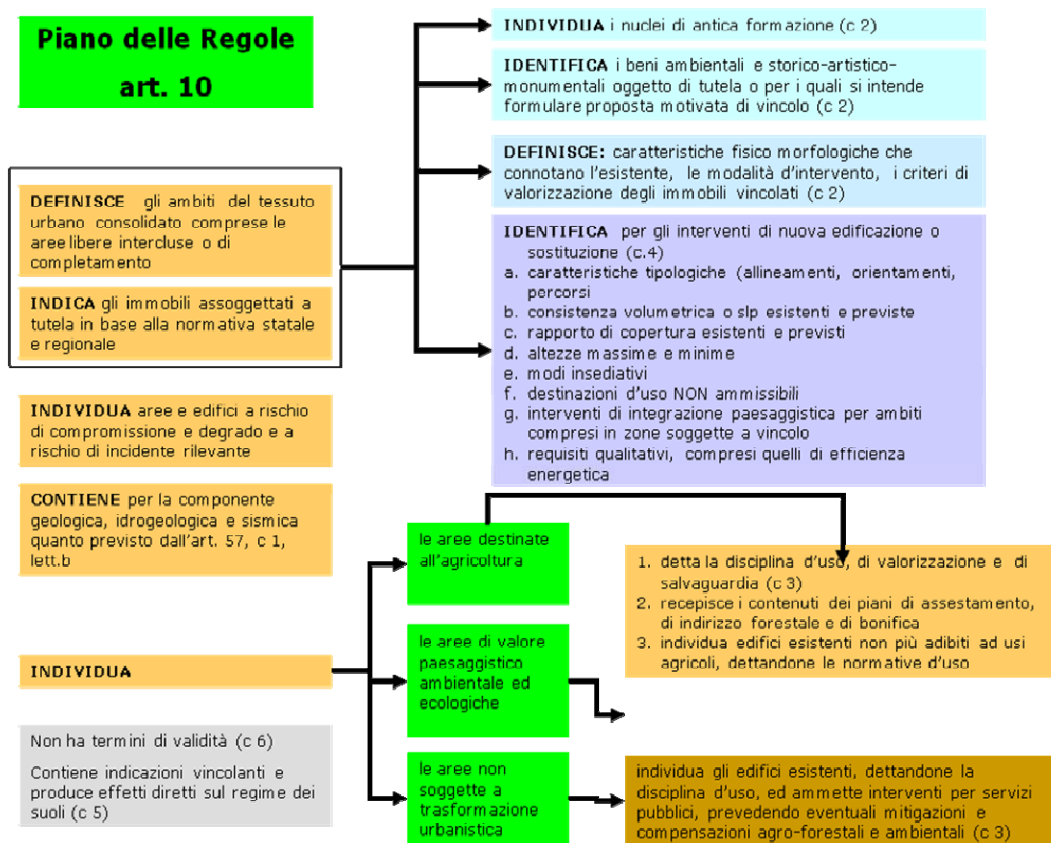 Piano delle Regole
art. 10
DEFINISCE gli ambiti del tessuto
urbano consolidato comprese le
aree libere intercluse o di
completamento
INDICA gli immobili assoggettati a
tutela in base alla normativa statale
e regionale
INDIVIDUA aree e edifici a rischio
di compromissione e degrado e a
rischio di incidente rilevante
CONTIENE per la componente
geologica, idrogeologica e sismica
quanto previsto dall'art. 57, c 1,
lett.b
INDIVIDUA
Non ha termini di validità (c 6)
Contiene indicazioni vincolanti e
produce effetti diretti sul regime dei
suoli (c 5)
INDIVIDUA i nuclei di antica formazione (c 2)
IDENTIFICA i beni ambientali e storico-artistico-
monumentali oggetto di tutela o per i quali si intende
formulare proposta motivata di vincolo (c 2)
DEFINISCE: caratteristiche fisico morfologiche che
connotano l'esistente, le modalità d'intervento, i criteri di
valorizzazione degli immobili vincolati (c 2)
IDENTIFICA per gli interventi di nuova edificazione o
sostituzione (c.4)
a. caratteristiche tipologiche (allineamenti, orientamenti,
percorsi
b. consistenza volumetrica o slp esistenti e previste
c. rapporto di copertura esistenti e previsti
d. altezze massime e minime
e. modi insediativi
f. destinazioni d'uso NON ammissibili
g. interventi di integrazione paesaggistica per ambiti
compresi in zone soggette a vincolo
h. requisiti qualitativi, compresi quelli di efficienza
energetica
le aree destinate
all'agricoltura
le aree di valore
paesaggistico
ambientale ed
ecologiche
le aree non
soggette a
trasformazione
urbanistica
1. detta la disciplina d'uso, di valorizzazione e di
salvaguardia (c 3)
2. recepisce i contenuti dei piani di assestamento,
di indirizzo forestale e di bonifica
3. individua edifici esistenti non più adibiti ad usi
agricoli, dettandone le normative d'uso
individua gli edifici esistenti, dettandone la
disciplina d'uso, ed ammette interventi per servizi
pubblici, prevedendo eventuali mitigazioni e
compensazioni agro-forestali e ambientali (c 3)